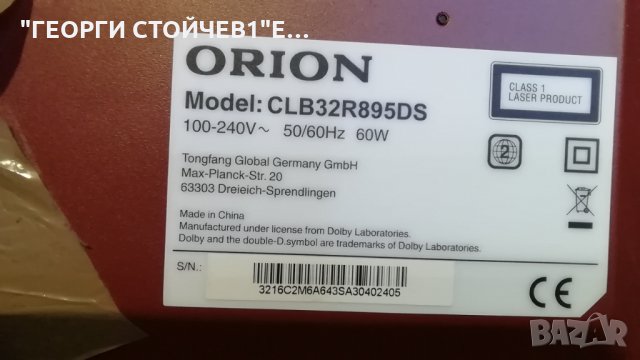 "ГЕОРГИ СТОЙЧЕВ1"Е...
ORION
Model: CLB32R895DS
100-240V~ 50/60Hz 60W
CLASS 1
LASER PRODUCT
2
Tongfang Global Germany GmbH
Max-Planck-Str. 20
63303 Dreieich-Sprendlingen
Made in China
Manufactured under license from Dolby Laboratories.
Dolby and the double-D.symbol are trademarks of Dolby Laboratories.
S/N.:
3216C2M6A643SA30402405
CE
BAZAR